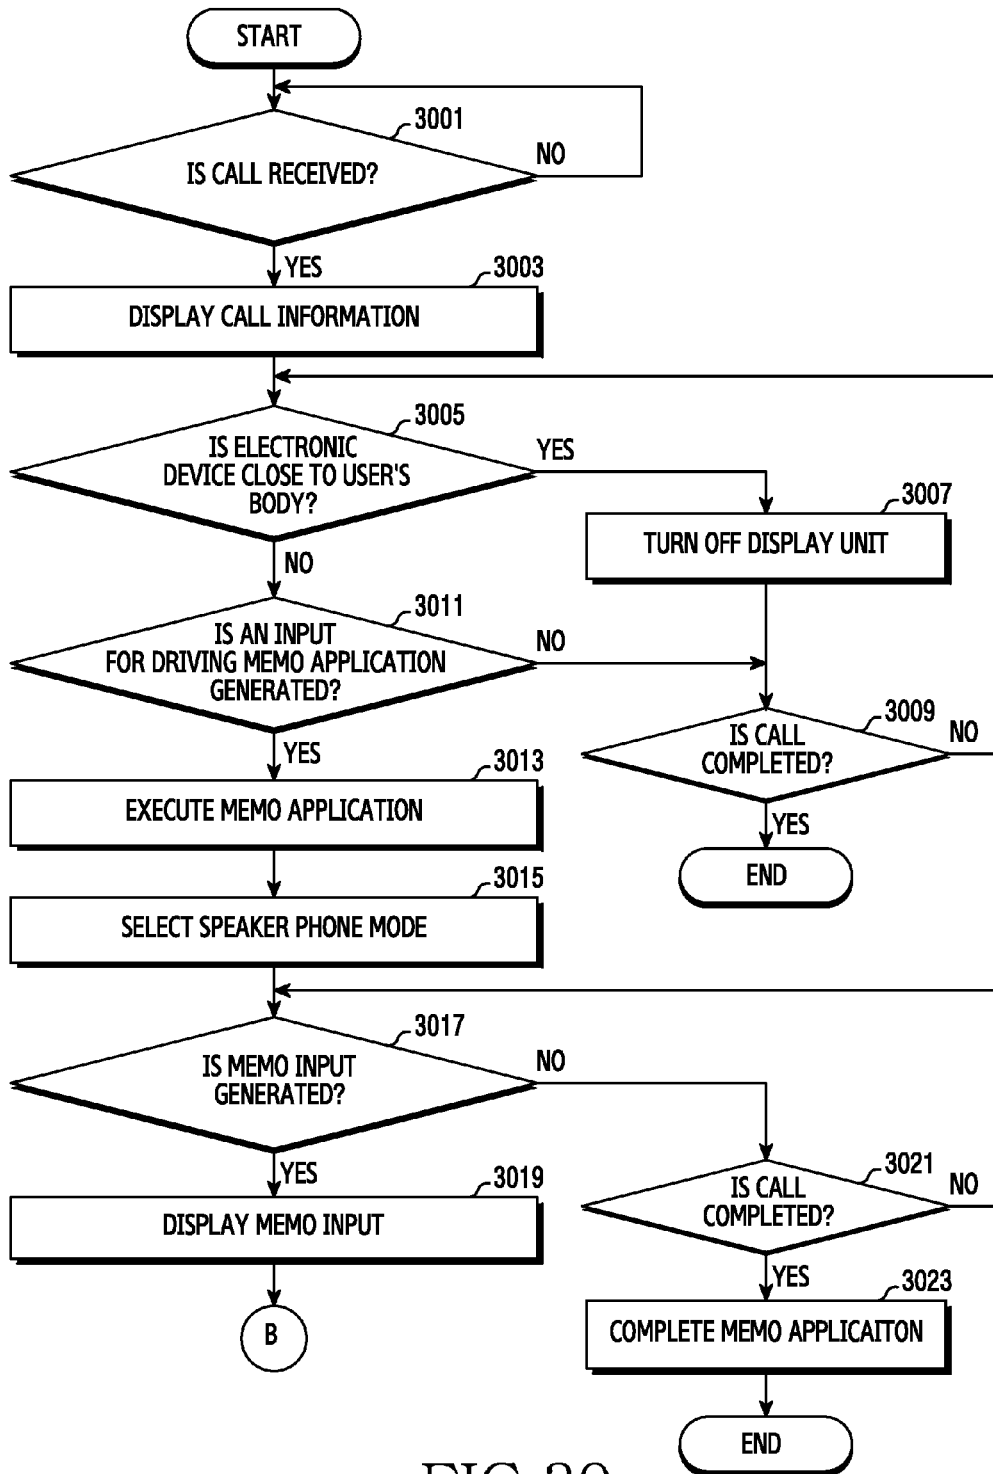 START
3001
IS CALL RECEIVED?
NO
YES
3003
DISPLAY CALL INFORMATION
3005
IS ELECTRONIC
DEVICE CLOSE TO USER'S
BODY?
YES
NO
3007
TURN OFF DISPLAY UNIT
3011
IS AN INPUT
FOR DRIVING MEMO APPLICATION
GENERATED?
NO
YES
3009
IS CALL
COMPLETED?
NO
YES
END
3013
EXECUTE MEMO APPLICATION
3015
SELECT SPEAKER PHONE MODE
3017
IS MEMO INPUT
GENERATED?
NO
YES
3019
DISPLAY MEMO INPUT
B
3021
IS CALL
COMPLETED?
NO
YES
3023
COMPLETE MEMO APPLICAITON
END